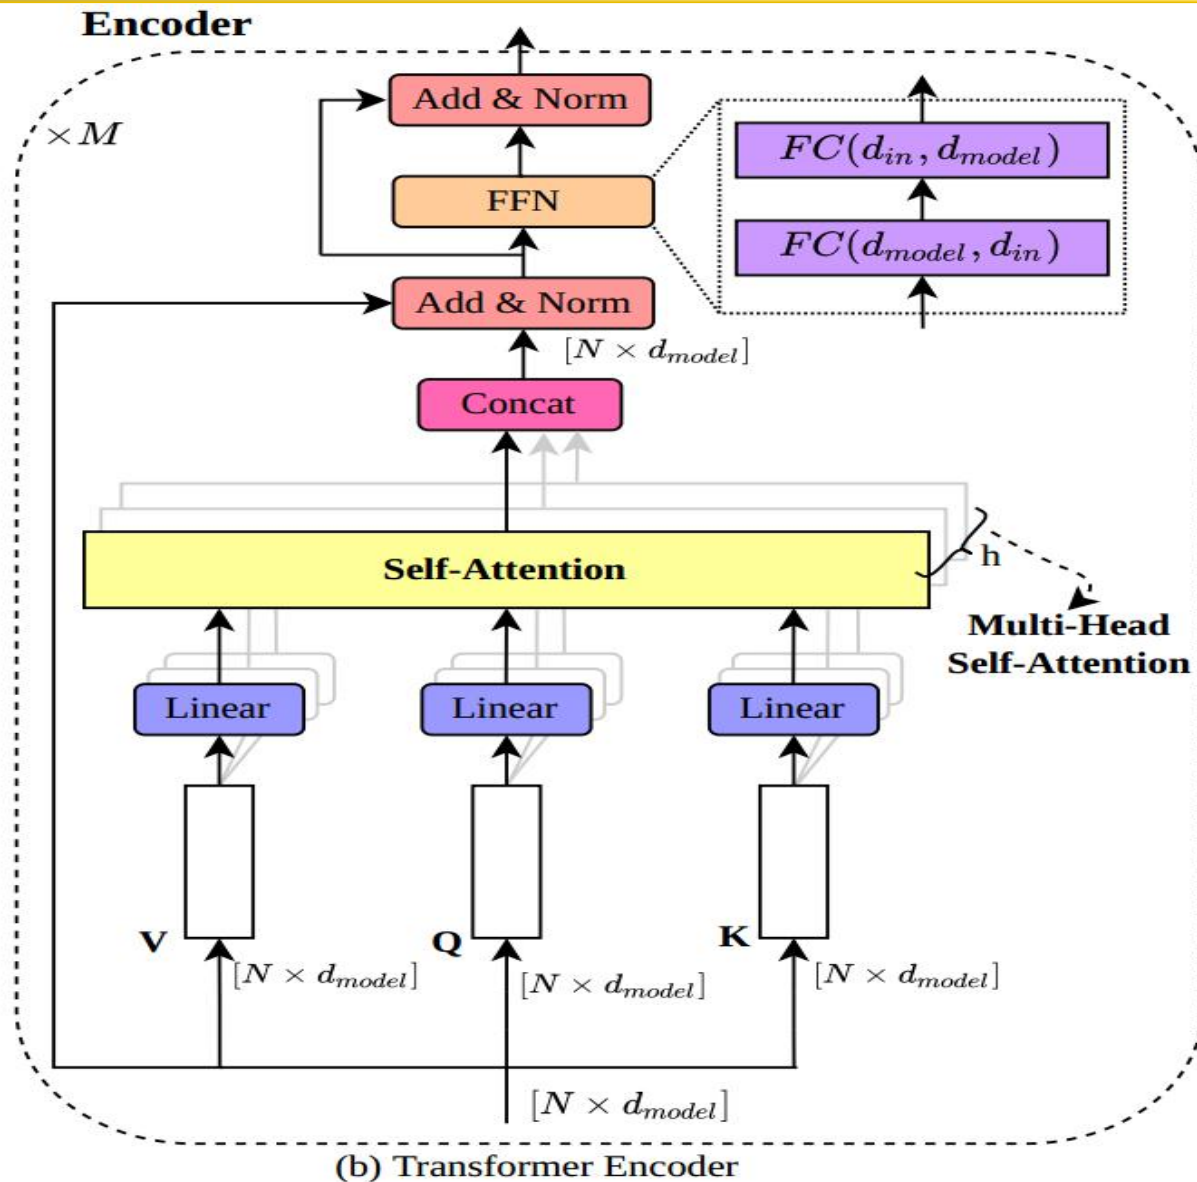 Encoder
× M
Add & Norm
FFN
FC(d_in, d_model)
FC(d_model, d_in)
Add & Norm
[N × d_model]
Concat
Self-Attention
h
Multi-Head
Self-Attention
Linear
Linear
Linear
V
Q
K
[N × d_model]
[N × d_model]
[N × d_model]
[N × d_model]
(b) Transformer Encoder